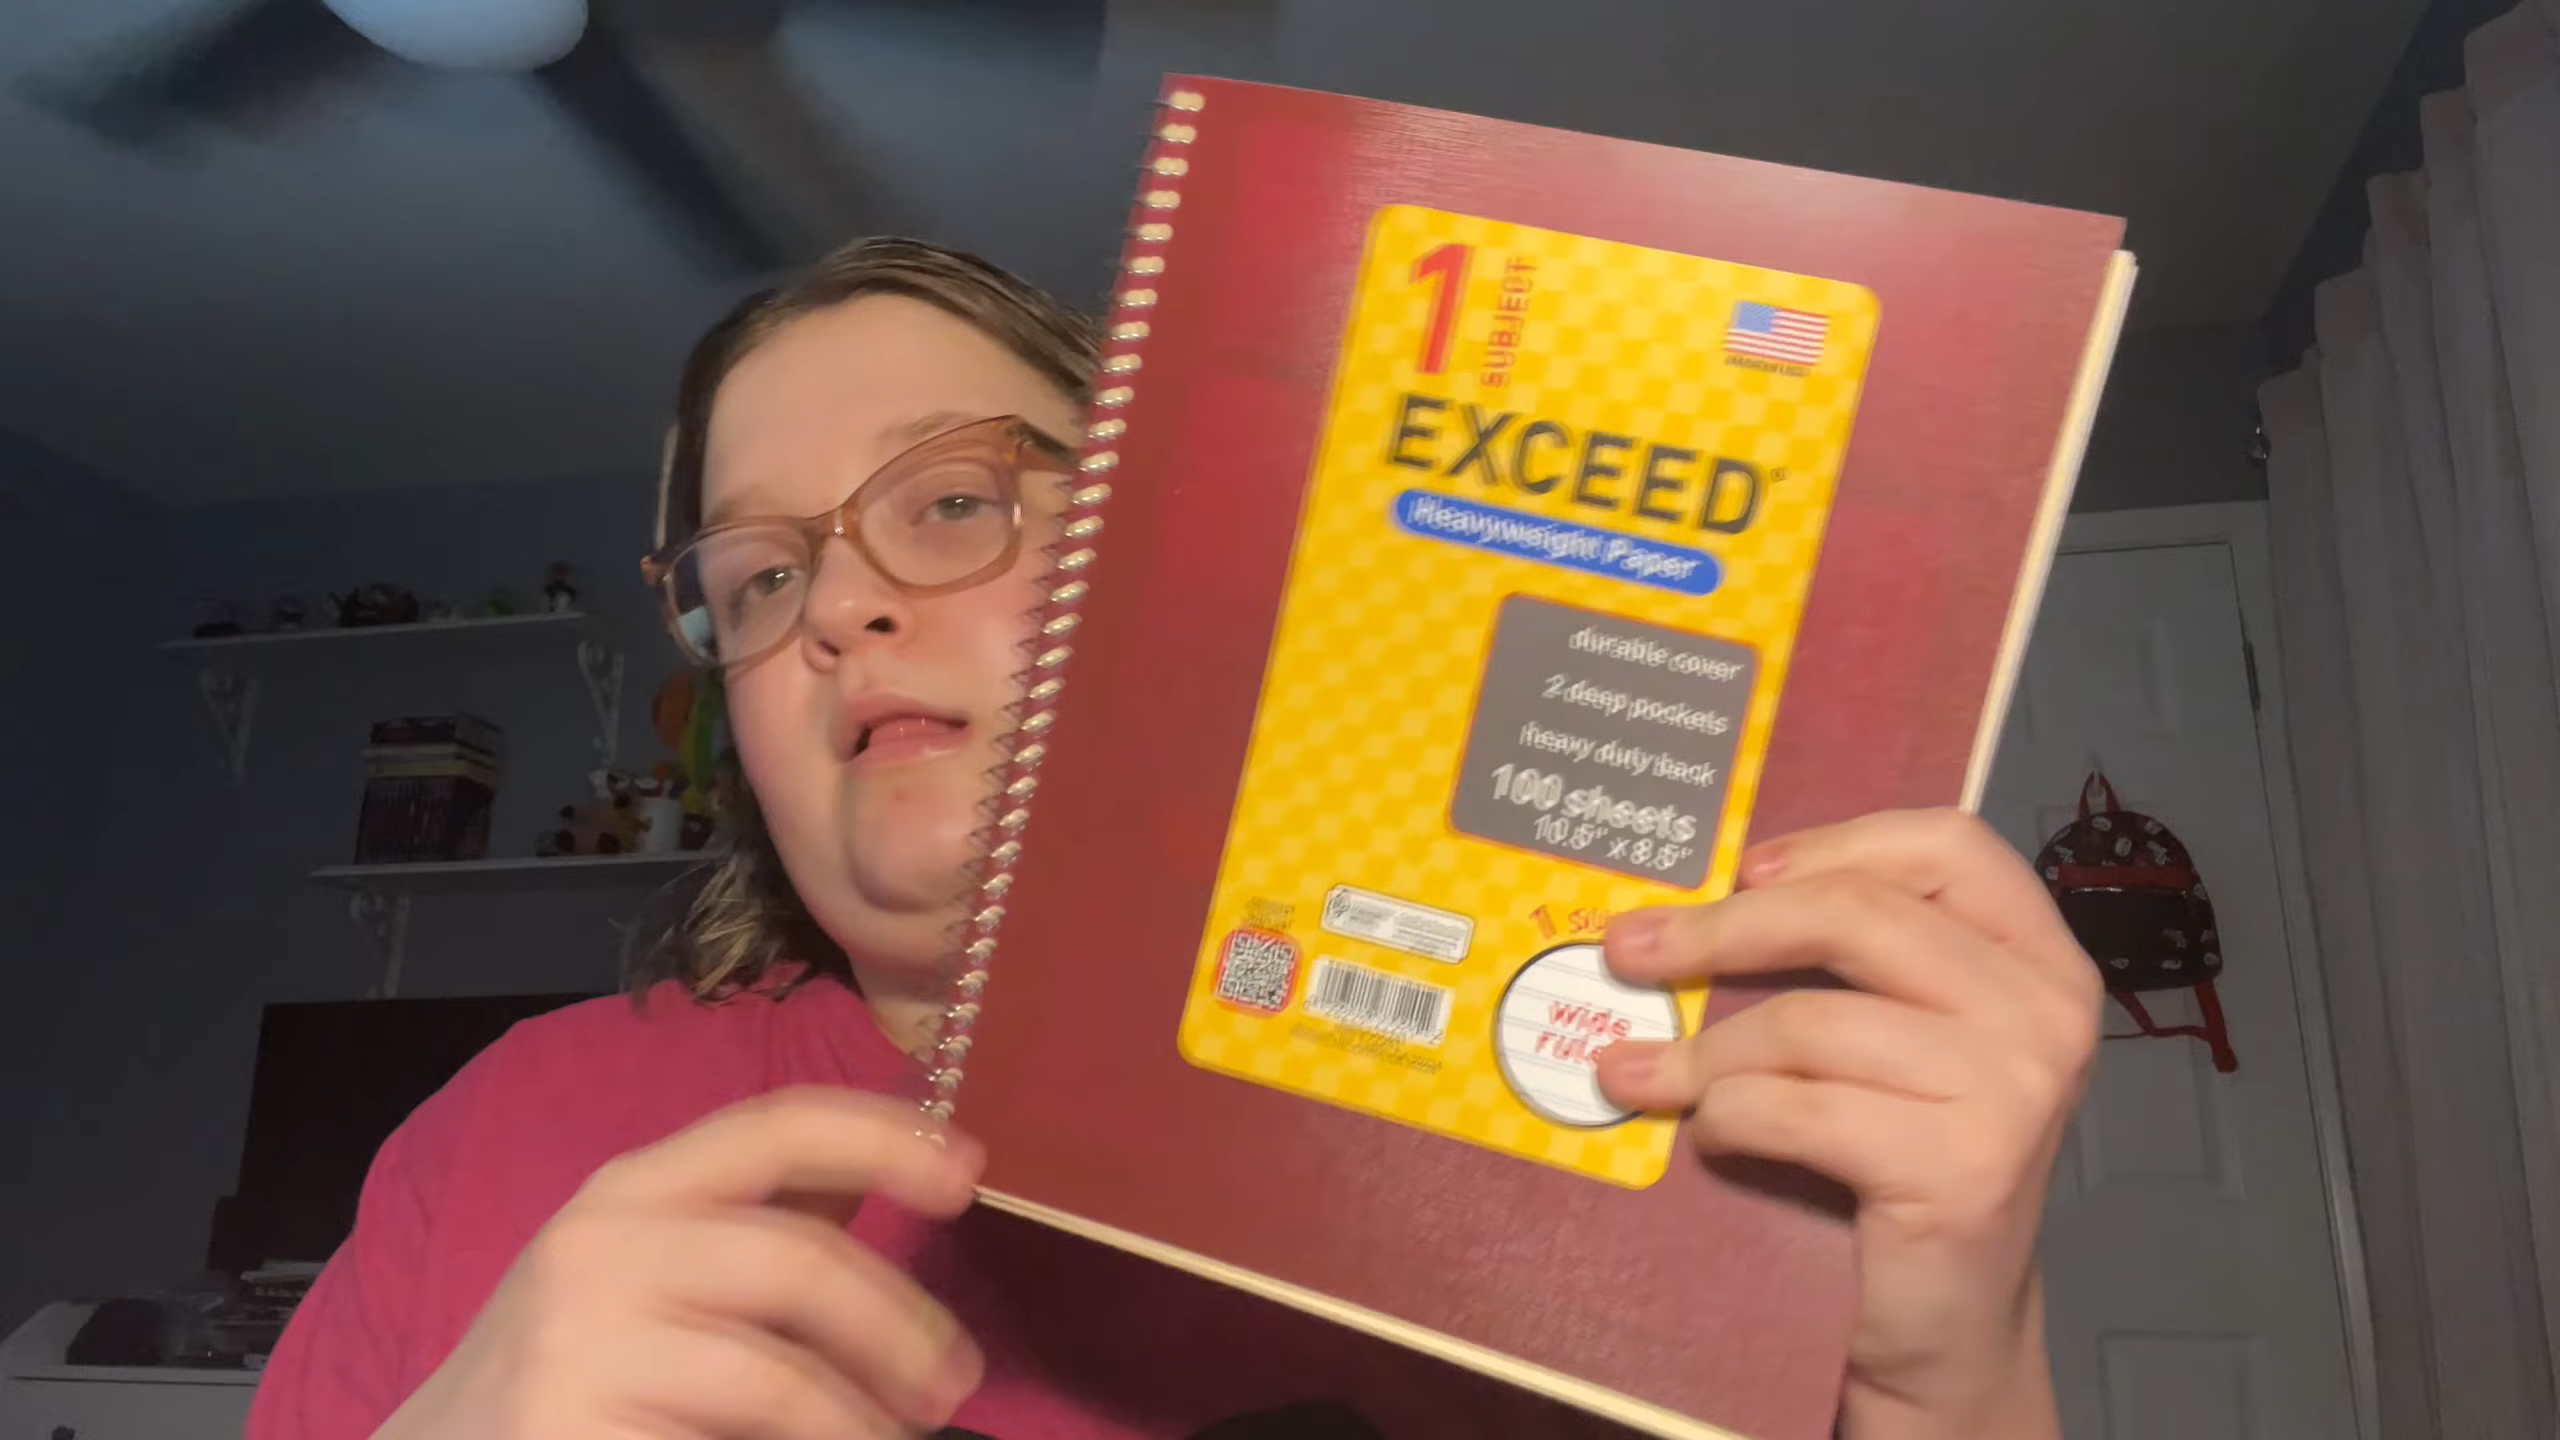 1
SUBJECT
EXCEED®
Heavyweight Paper
durable cover
2 deep pockets
heavy duty back
100 sheets
10.5" x 8.5"
1
wide